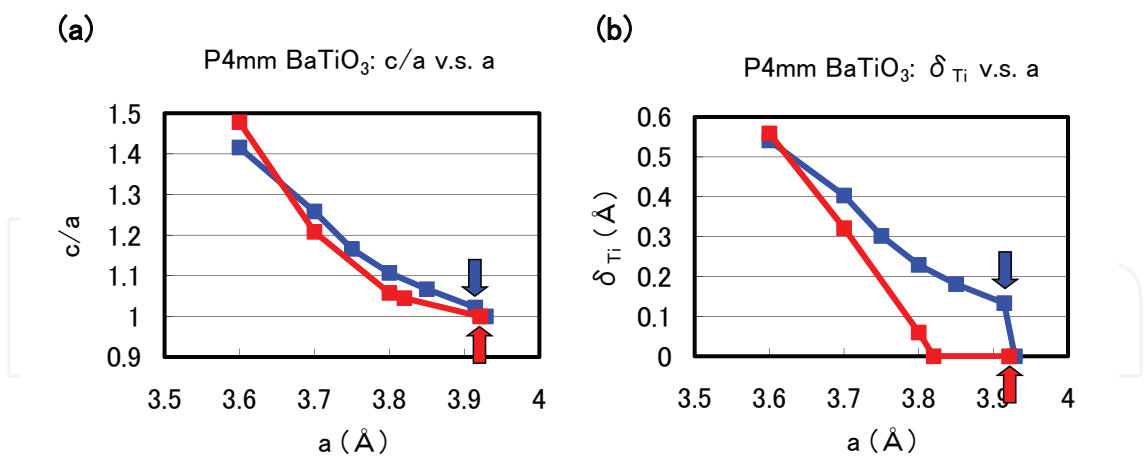 (a)
P4mm BaTiO₃: c/a v.s. a
1.5
1.4
1.3
1.2
1.1
1
0.9
c/a
3.5 3.6 3.7 3.8 3.9 4
a (Å)
(b)
P4mm BaTiO₃: δ Ti v.s. a
0.6
0.5
0.4
0.3
0.2
0.1
0
δTi (Å)
3.5 3.6 3.7 3.8 3.9 4
a (Å)